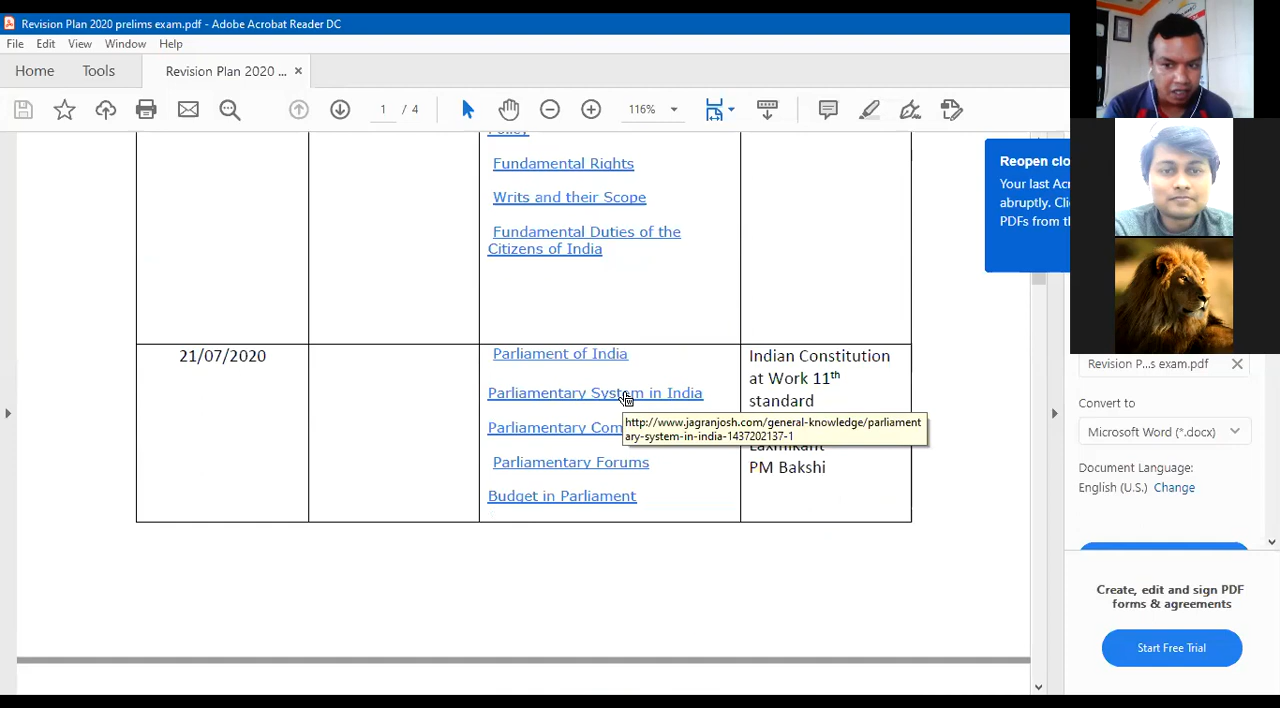 Revision Plan 2020 prelims exam.pdf - Adobe Acrobat Reader DC
File Edit View Window Help
Home Tools Revision Plan 2020 ... ×
1 / 4 116%
Policy
Fundamental Rights
Writs and their Scope
Fundamental Duties of the
Citizens of India
21/07/2020
Parliament of India
Parliamentary System in India
Parliamentary Com
Parliamentary Forums
Budget in Parliament
Indian Constitution
at Work 11th
standard
Laxmikant
PM Bakshi
http://www.jagranjosh.com/general-knowledge/parliament
ary-system-in-india-1437202137-1
Reopen clo
Your last Acr
abruptly. Cli
PDFs from th
Revision P...s exam.pdf
Convert to
Microsoft Word (*.docx)
Document Language:
English (U.S.) Change
Create, edit and sign PDF
forms & agreements
Start Free Trial